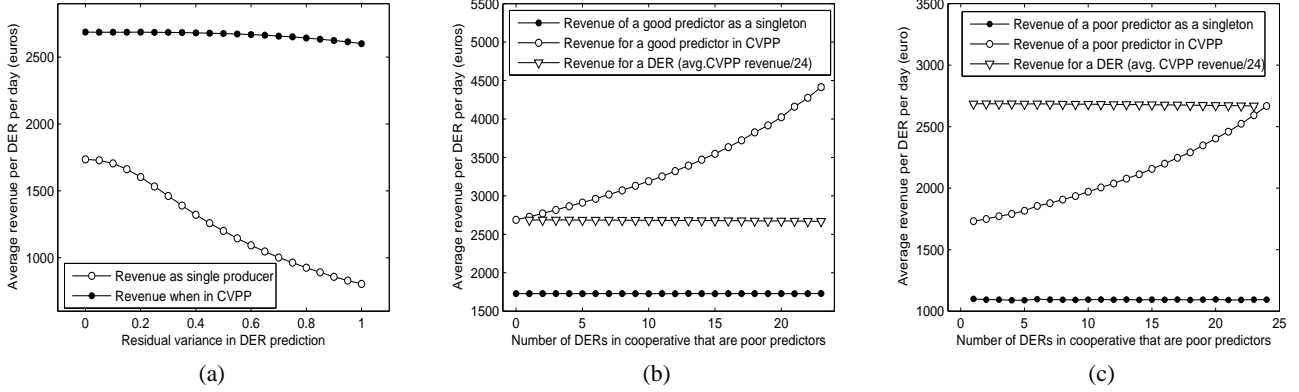 Average revenue per DER per day (euros)
2500
2000
1500
1000
Revenue as single producer
Revenue when in CVPP
0 0.2 0.4 0.6 0.8 1
Residual variance in DER prediction
(a)
Average revenue per DER per day (euros)
5500
5000
4500
4000
3500
3000
2500
2000
1500
Revenue of a good predictor as a singleton
Revenue for a good predictor in CVPP
Revenue for a DER (avg.CVPP revenue/24)
0 5 10 15 20
Number of DERs in cooperative that are poor predictors
(b)
Average revenue per DER per day (euro)
3500
3000
2500
2000
1500
1000
Revenue of a poor predictor as a singleton
Revenue of a poor predictor in CVPP
Revenue for a DER (avg. CVPP revenue/24)
0 5 10 15 20 25
Number of DERs in cooperative that are poor predictors
(c)